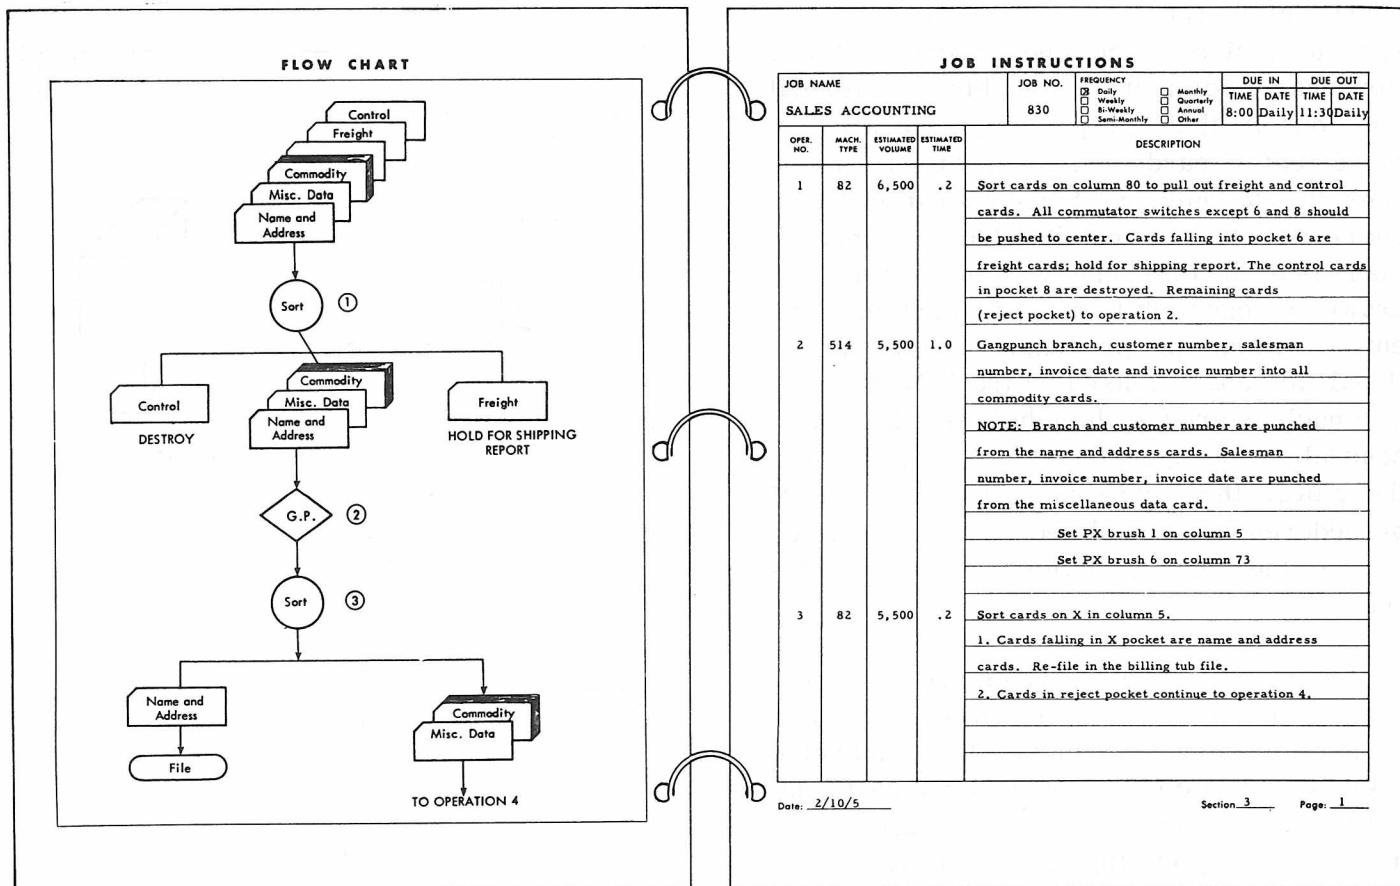 FLOW CHART
Control
Freight
Commodity
Misc. Data
Name and
Address
Sort
1
Control
DESTROY
Commodity
Misc. Data
Name and
Address
Freight
HOLD FOR SHIPPING
REPORT
G.P.
2
Sort
3
Name and
Address
File
Commodity
Misc. Data
TO OPERATION 4
JOB INSTRUCTIONS
JOB NAME
SALES ACCOUNTING
JOB NO.
830
FREQUENCY
Daily
Weekly
Bi-Weekly
Semi-Monthly
Monthly
Quarterly
Annual
Other
DUE IN
TIME DATE
8:00 Daily
DUE OUT
TIME DATE
11:30 Daily
OPER.
NO.
MACH.
TYPE
ESTIMATED
VOLUME
ESTIMATED
TIME
DESCRIPTION
1 82 6,500 .2 Sort cards on column 80 to pull out freight and control
cards. All commutator switches except 6 and 8 should
be pushed to center. Cards falling into pocket 6 are
freight cards; hold for shipping report. The control cards
in pocket 8 are destroyed. Remaining cards
(reject pocket) to operation 2.
2 514 5,500 1.0 Gangpunch branch, customer number, salesman
number, invoice date and invoice number into all
commodity cards.
NOTE: Branch and customer number are punched
from the name and address cards. Salesman
number, invoice number, invoice date are punched
from the miscellaneous data card.
Set PX brush 1 on column 5
Set PX brush 6 on column 73
3 82 5,500 .2 Sort cards on X in column 5.
1. Cards falling in X pocket are name and address
cards. Re-file in the billing tub file.
2. Cards in reject pocket continue to operation 4.
Date: 2/10/5
Section 3 Page: 1